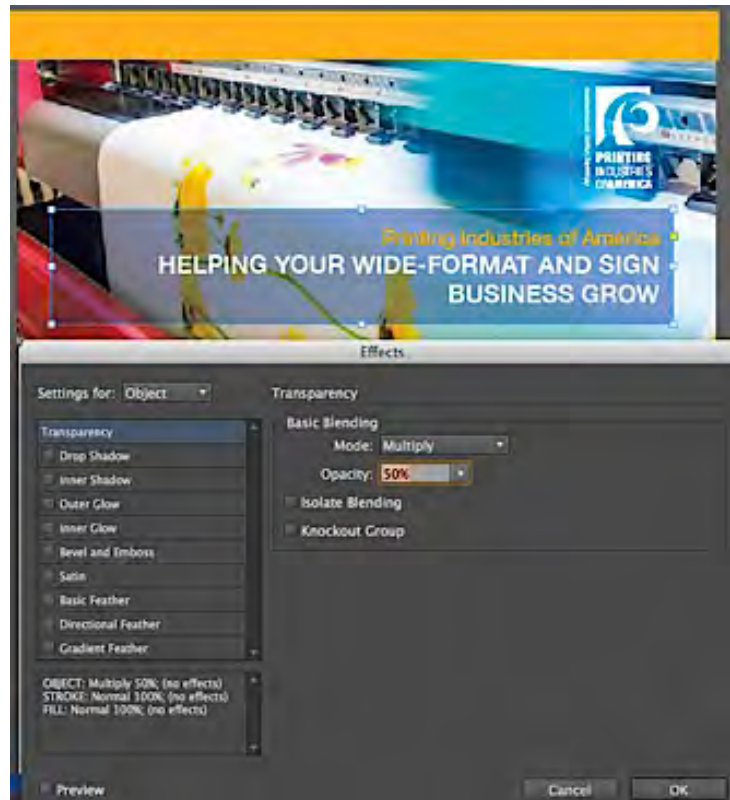 PRINTING
INDUSTRIES
OF AMERICA
Printing Industries of America
HELPING YOUR WIDE-FORMAT AND SIGN
BUSINESS GROW
Effects
Settings for: Object
Transparency
Drop Shadow
Inner Shadow
Outer Glow
Inner Glow
Bevel and Emboss
Satin
Basic Feather
Directional Feather
Gradient Feather
OBJECT: Multiply 50%; (no effects)
STROKE: Normal 100%; (no effects)
FILL: Normal 100%; (no effects)
Transparency
Basic Blending
Mode: Multiply
Opacity: 50%
Isolate Blending
Knockout Group
Preview
Cancel
OK